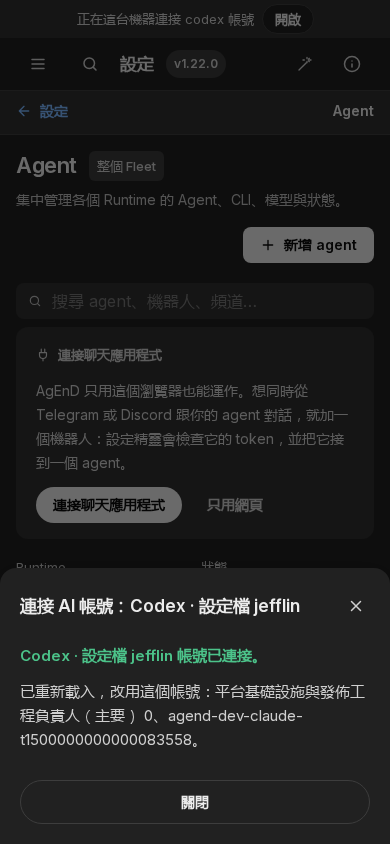 正在這台機器連接 codex 帳號 開啟
設定 v1.22.0
設定 Agent
Agent 整個 Fleet
集中管理各個 Runtime 的 Agent、CLI、模型與狀態。
新增 agent
搜尋 agent、機器人、頻道…
連接聊天應用程式
AgEnD 只用這個瀏覽器也能運作。想同時從
Telegram 或 Discord 跟你的 agent 對話，就加一
個機器人：設定精靈會檢查它的 token，並把它接
到一個 agent。
連接聊天應用程式 只用網頁
Runtime 狀態
連接 AI 帳號：Codex · 設定檔 jefflin
Codex · 設定檔 jefflin 帳號已連接。
已重新載入，改用這個帳號：平台基礎設施與發佈工
程負責人（主要） 0、agend-dev-claude-
t1500000000000083558。
關閉